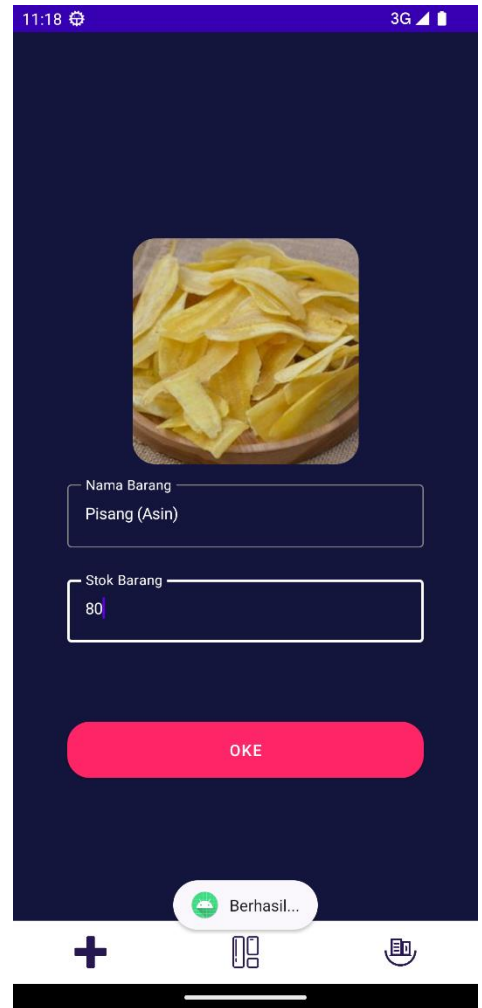 11:18
3G
Nama Barang
Pisang (Asin)
Stok Barang
80
OKE
Berhasil...